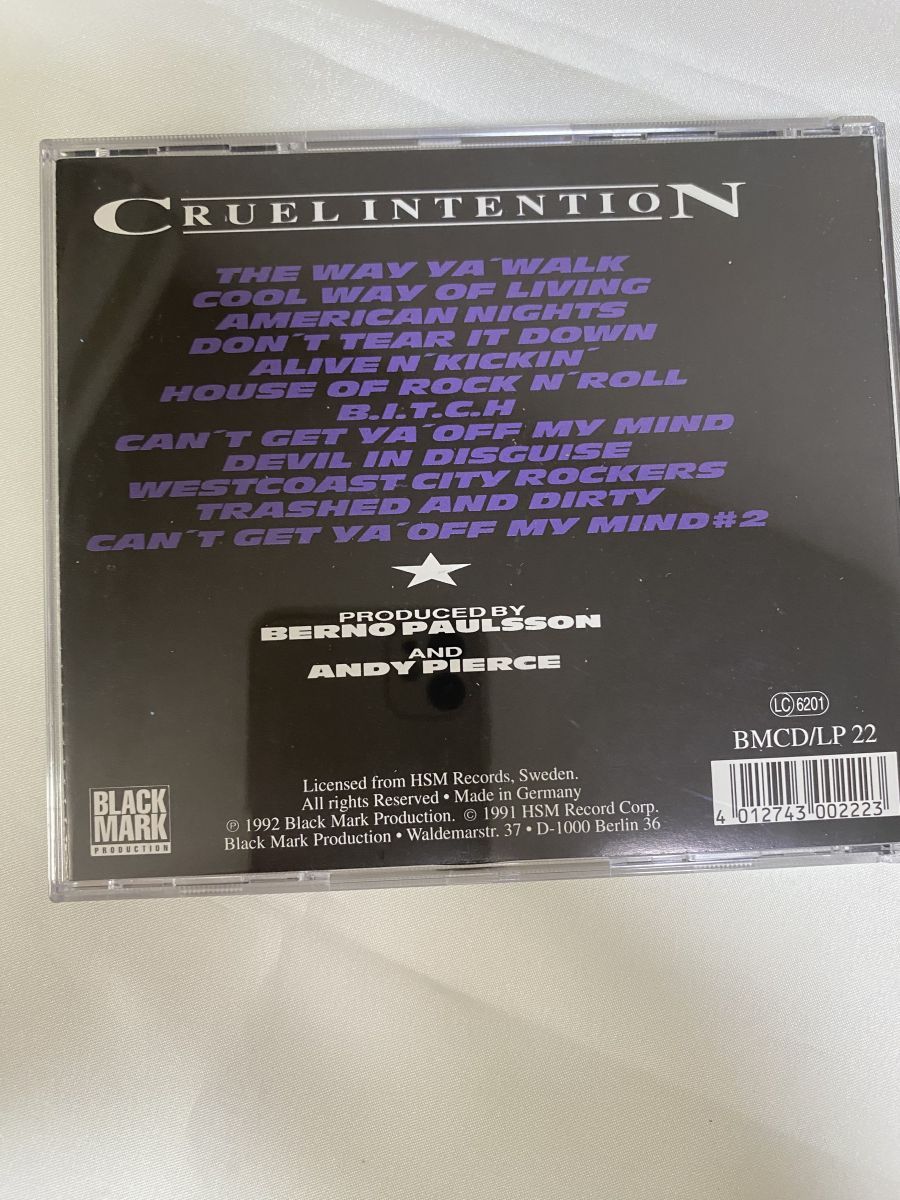 CRUEL INTENTION
THE WAY YA´WALK
COOL WAY OF LIVING
AMERICAN NIGHTS
DON´T TEAR IT DOWN
ALIVE N´KICKIN´
HOUSE OF ROCK N´ROLL
B.I.T.C.H
CAN´T GET YA´OFF MY MIND
DEVIL IN DISGUISE
WESTCOAST CITY ROCKERS
TRASHED AND DIRTY
CAN´T GET YA´OFF MY MIND#2
PRODUCED BY
BERNO PAULSSON
AND
ANDY PIERCE
LC 6201
BMCD/LP 22
4 012743 002223
Licensed from HSM Records, Sweden.
All rights Reserved • Made in Germany
℗ 1992 Black Mark Production. © 1991 HSM Record Corp.
Black Mark Production • Waldemarstr. 37 • D-1000 Berlin 36
BLACK
MARK
PRODUCTION